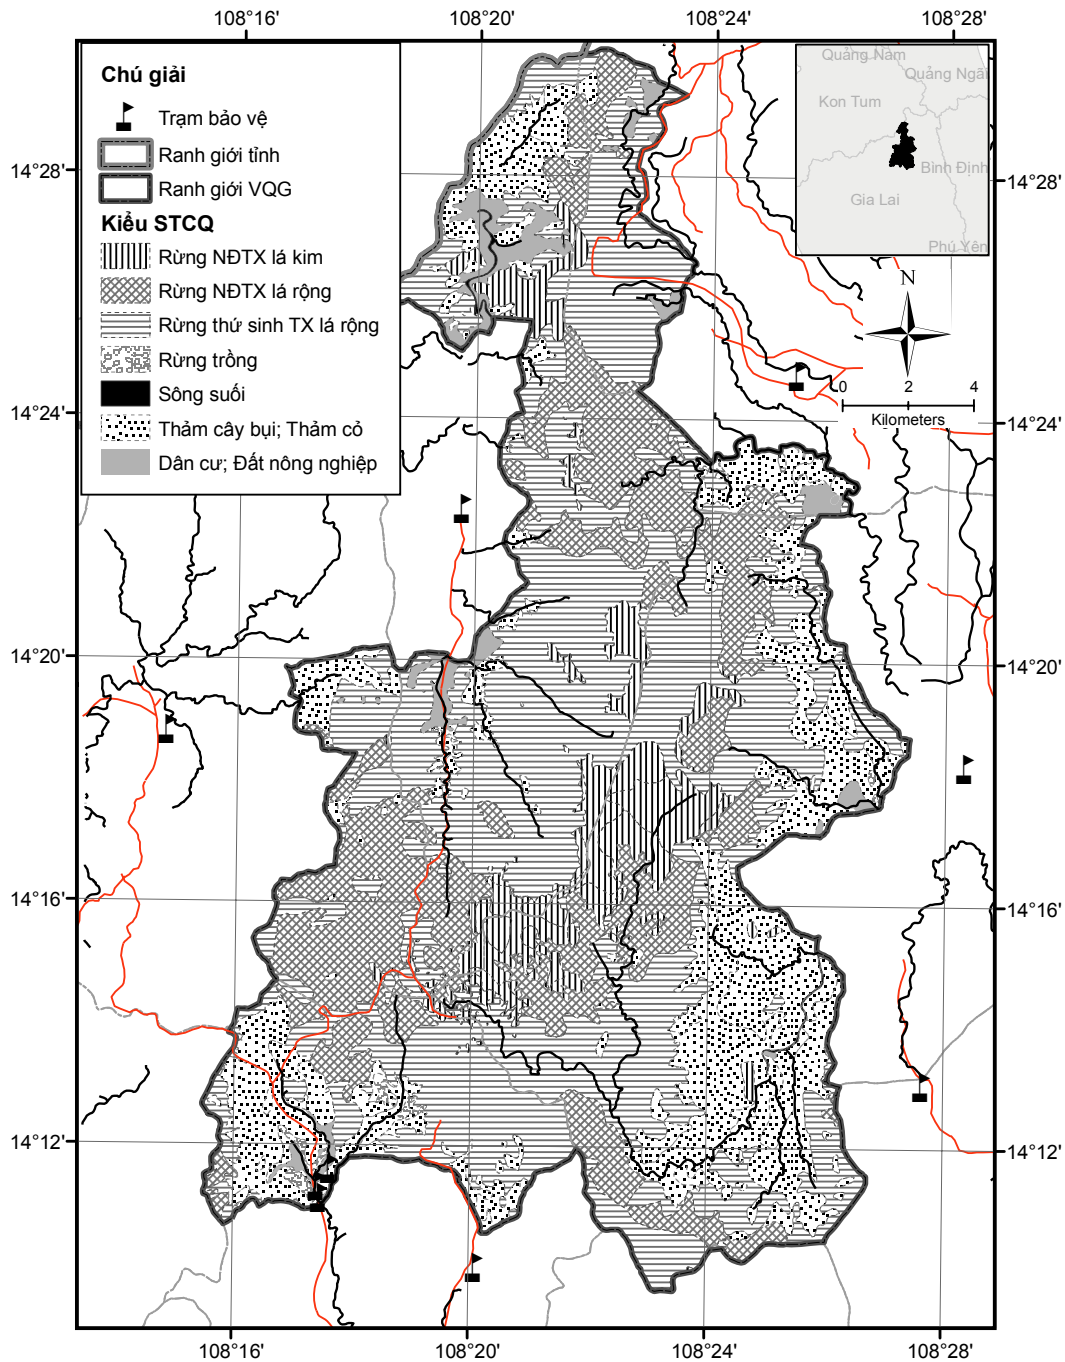 108°16' 108°20' 108°24' 108°28'
Chú giải
Trạm bảo vệ
Ranh giới tỉnh
Ranh giới VQG
Kiểu STCQ
Rừng NĐTX lá kim
Rừng NĐTX lá rộng
Rừng thứ sinh TX lá rộng
Rừng trồng
Sông suối
Thảm cây bụi; Thảm cỏ
Dân cư; Đất nông nghiệp
Quảng Nam
Quảng Ngãi
Kon Tum
Bình Định
Gia Lai
Phú Yên
N
0 2 4
Kilometers
14°28' 14°28'
14°24' 14°24'
14°20' 14°20'
14°16' 14°16'
14°12' 14°12'
108°16' 108°20' 108°24' 108°28'